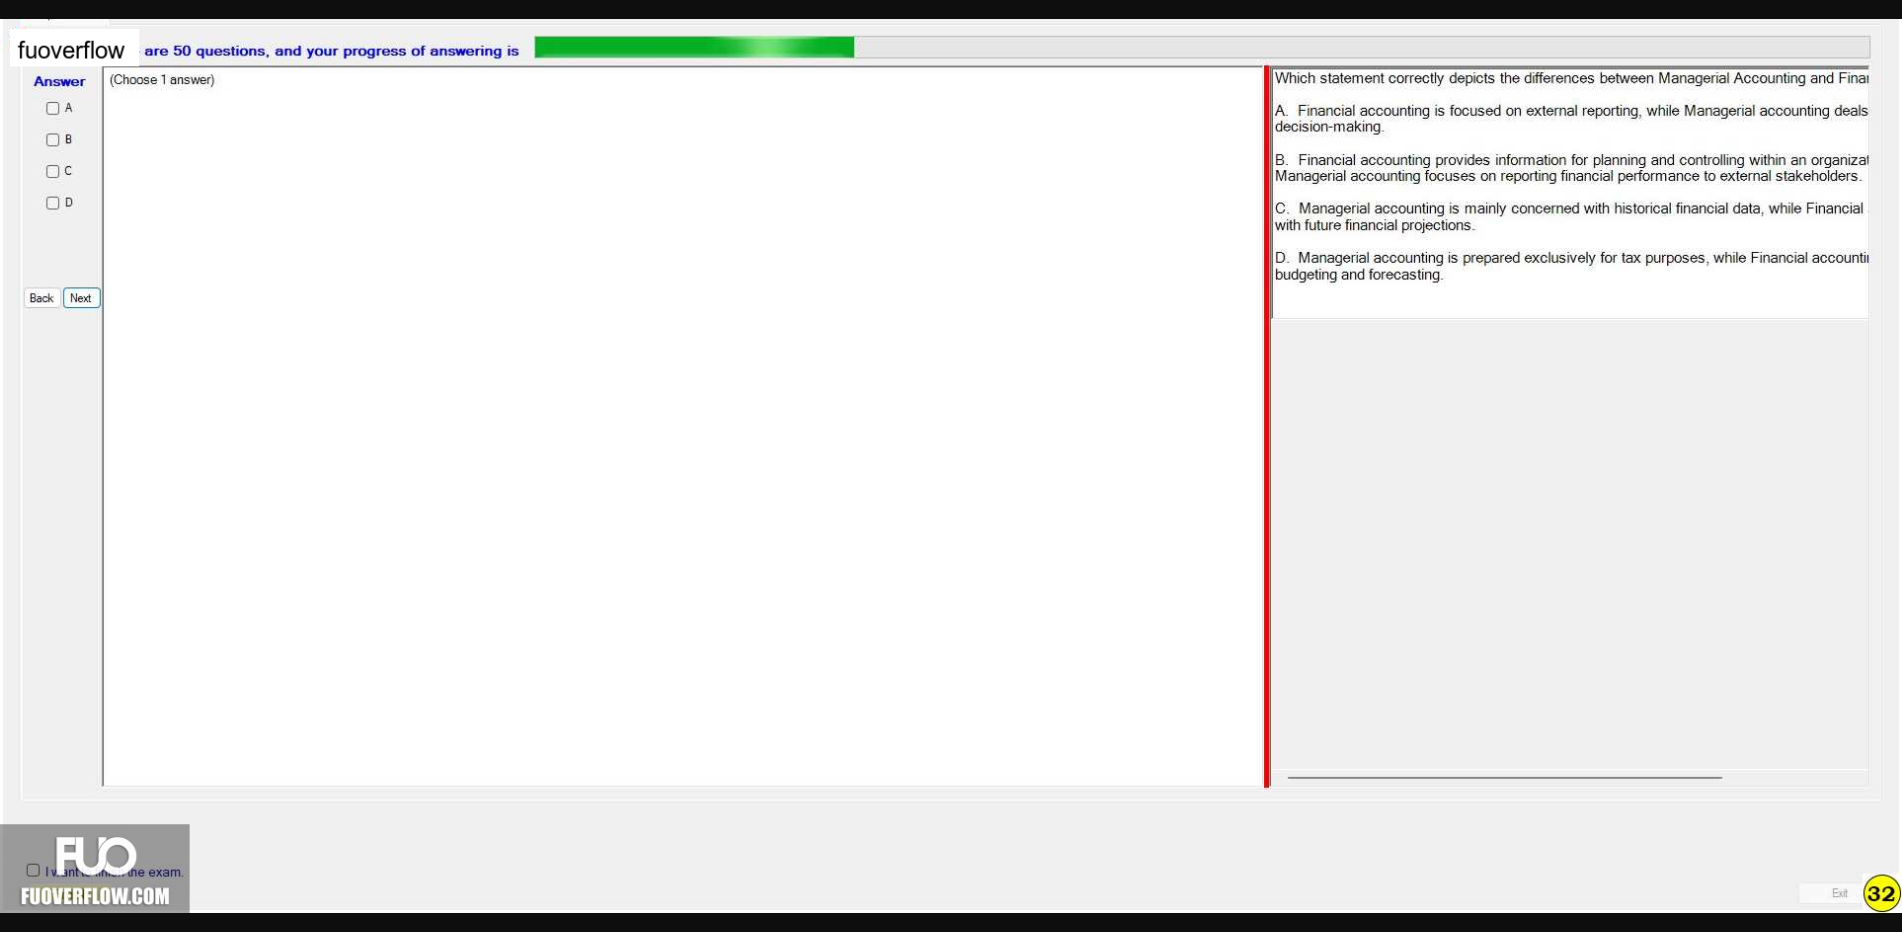 fuoverflow are 50 questions, and your progress of answering is
Answer
(Choose 1 answer)
A
B
C
D
Back Next
Which statement correctly depicts the differences between Managerial Accounting and
A. Financial accounting is focused on external reporting, while Managerial accounting deals
decision-making.
B. Financial accounting provides information for planning and controlling within an
Managerial accounting focuses on reporting financial performance to external stakeholders.
C. Managerial accounting is mainly concerned with historical financial data, while Financial
with future financial projections.
D. Managerial accounting is prepared exclusively for tax purposes, while Financial
budgeting and forecasting.
FUO
I want the exam.
FUOVERFLOW.COM
Exit
32